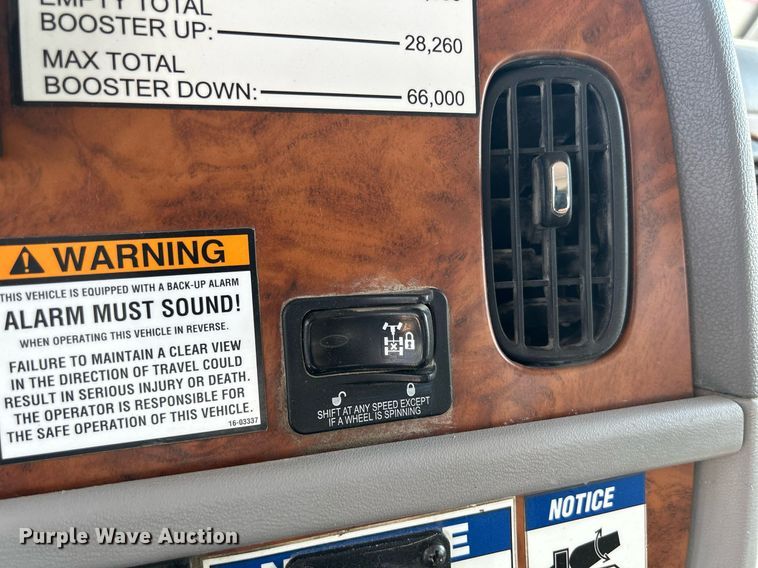 EMPTY TOTAL
BOOSTER UP: 28,260
MAX TOTAL
BOOSTER DOWN: 66,000
WARNING
THIS VEHICLE IS EQUIPPED WITH A BACK-UP ALARM
ALARM MUST SOUND!
WHEN OPERATING THIS VEHICLE IN REVERSE.
FAILURE TO MAINTAIN A CLEAR VIEW
IN THE DIRECTION OF TRAVEL COULD
RESULT IN SERIOUS INJURY OR DEATH.
THE OPERATOR IS RESPONSIBLE FOR
THE SAFE OPERATION OF THIS VEHICLE.
16-03337
SHIFT AT ANY SPEED EXCEPT
IF A WHEEL IS SPINNING
NOTICE
Purple Wave Auction